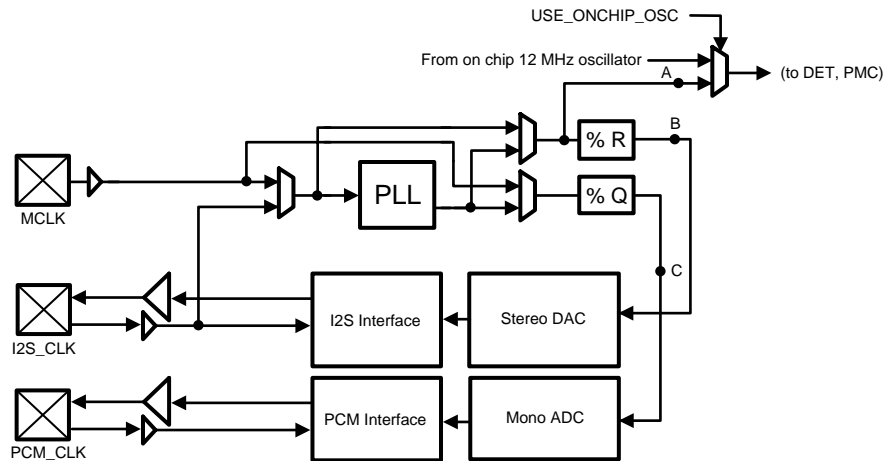 USE_ONCHIP_OSC
From on chip 12 MHz oscillator
A
(to DET, PMC)
% R
B
MCLK
PLL
% Q
C
I2S_CLK
I2S Interface
Stereo DAC
PCM_CLK
PCM Interface
Mono ADC